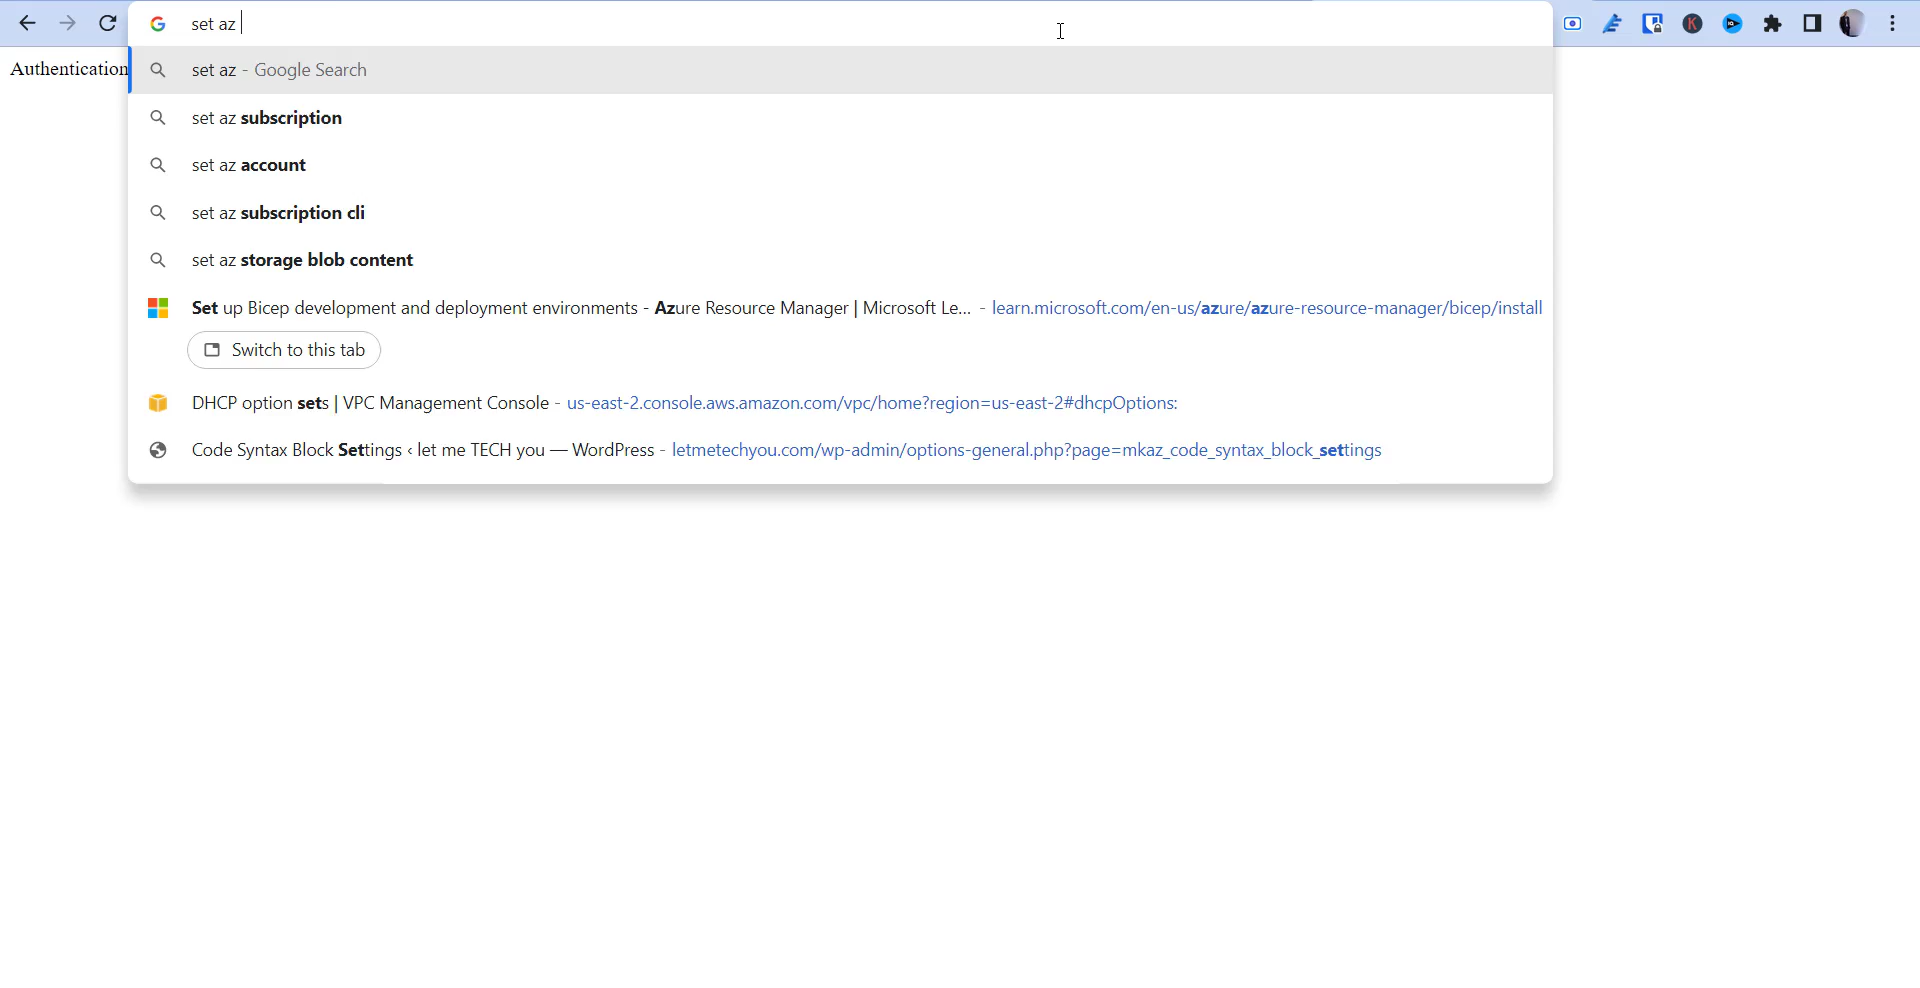 set az
Authentication
set az - Google Search
set az subscription
set az account
set az subscription cli
set az storage blob content
Set up Bicep development and deployment environments - Azure Resource Manager | Microsoft Le... - learn.microsoft.com/en-us/azure/azure-resource-manager/bicep/install
Switch to this tab
DHCP option sets | VPC Management Console - us-east-2.console.aws.amazon.com/vpc/home?region=us-east-2#dhcpOptions:
Code Syntax Block Settings ‹ let me TECH you — WordPress - letmetechyou.com/wp-admin/options-general.php?page=mkaz_code_syntax_block_settings